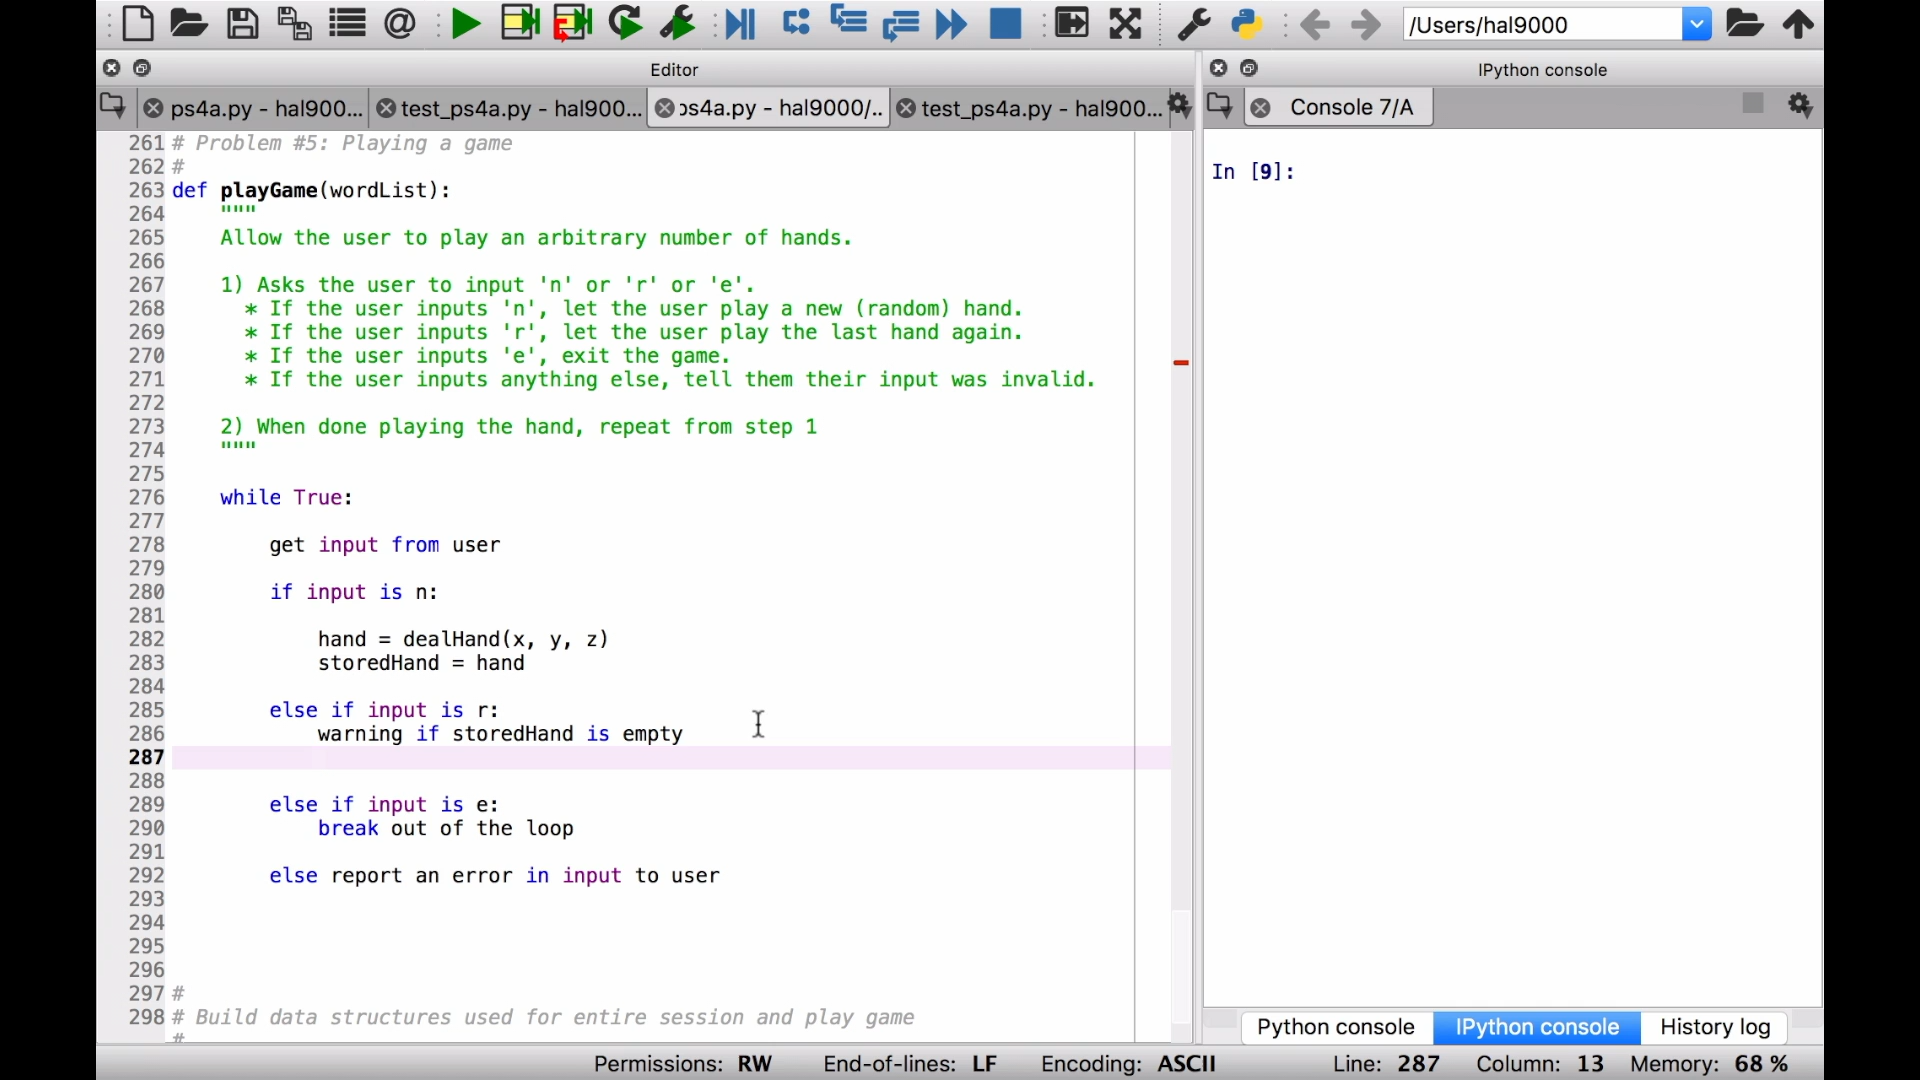 @
/Users/hal9000
Editor
IPython console
ps4a.py - hal900...
test_ps4a.py - hal900...
ps4a.py - hal9000/..
test_ps4a.py - hal900...
Console 7/A
In [9]:
261 # Problem #5: Playing a game
262 #
263 def playGame(wordList):
264     """
265     Allow the user to play an arbitrary number of hands.
266
267     1) Asks the user to input 'n' or 'r' or 'e'.
268       * If the user inputs 'n', let the user play a new (random) hand.
269       * If the user inputs 'r', let the user play the last hand again.
270       * If the user inputs 'e', exit the game.
271       * If the user inputs anything else, tell them their input was invalid.
272
273     2) When done playing the hand, repeat from step 1
274     """
275
276     while True:
277
278         get input from user
279
280         if input is n:
281
282             hand = dealHand(x, y, z)
283             storedHand = hand
284
285         else if input is r:
286             warning if storedHand is empty
287
288
289         else if input is e:
290             break out of the loop
291
292         else report an error in input to user
293
294
295
296
297 #
298 # Build data structures used for entire session and play game
#
Python console
IPython console
History log
Permissions: RW
End-of-lines: LF
Encoding: ASCII
Line: 287
Column: 13
Memory: 68 %